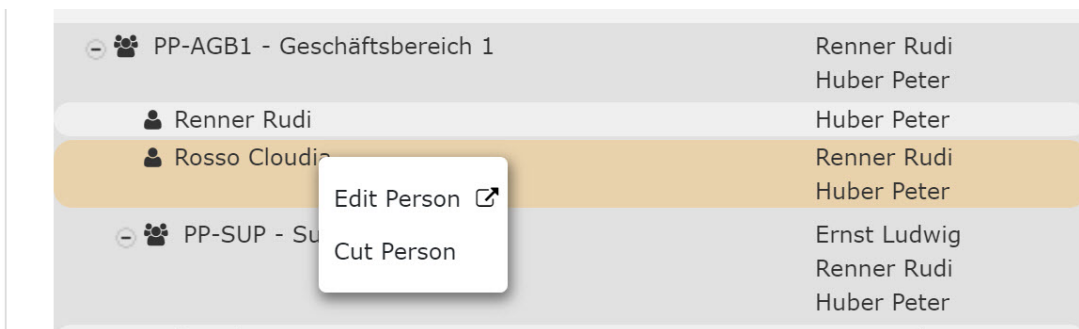 PP-AGB1 - Geschäftsbereich 1 Renner Rudi
Huber Peter
Renner Rudi Huber Peter
Rosso Cloudia Renner Rudi
Huber Peter
Edit Person
Cut Person
PP-SUP - Ernst Ludwig
Renner Rudi
Huber Peter